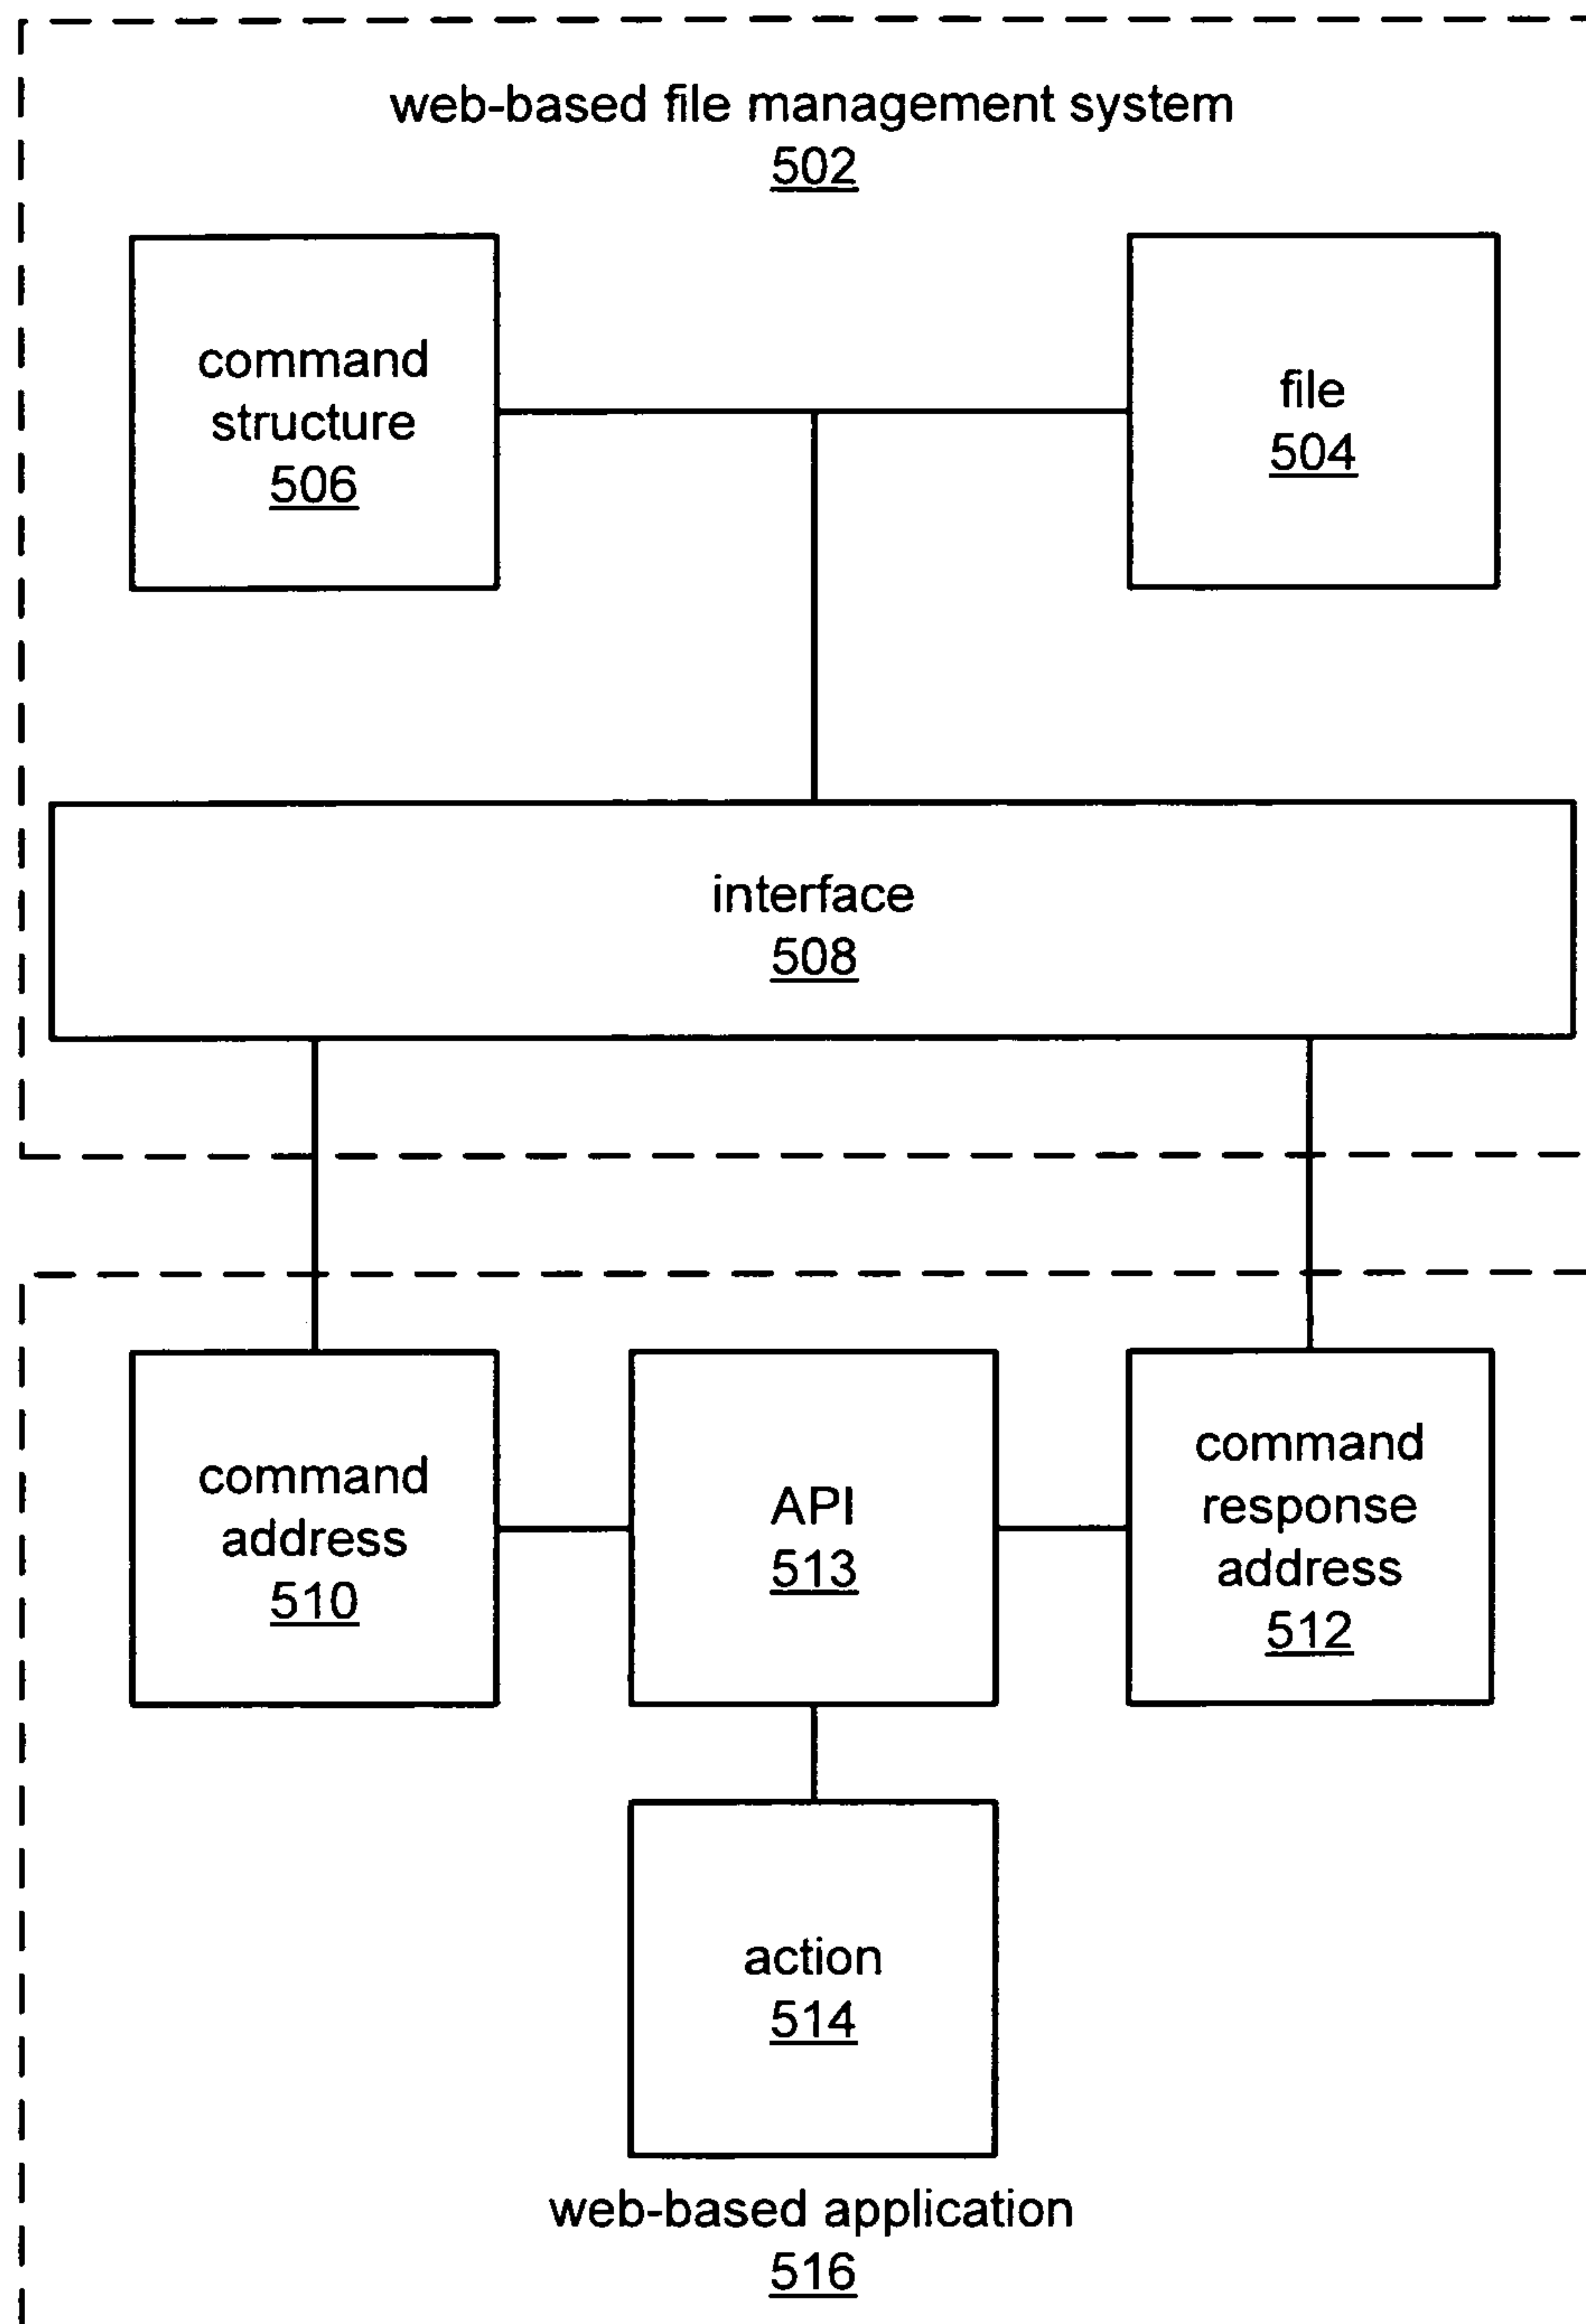 web-based file management system
502
command
structure
506
file
504
interface
508
command
address
510
API
513
command
response
address
512
action
514
web-based application
516